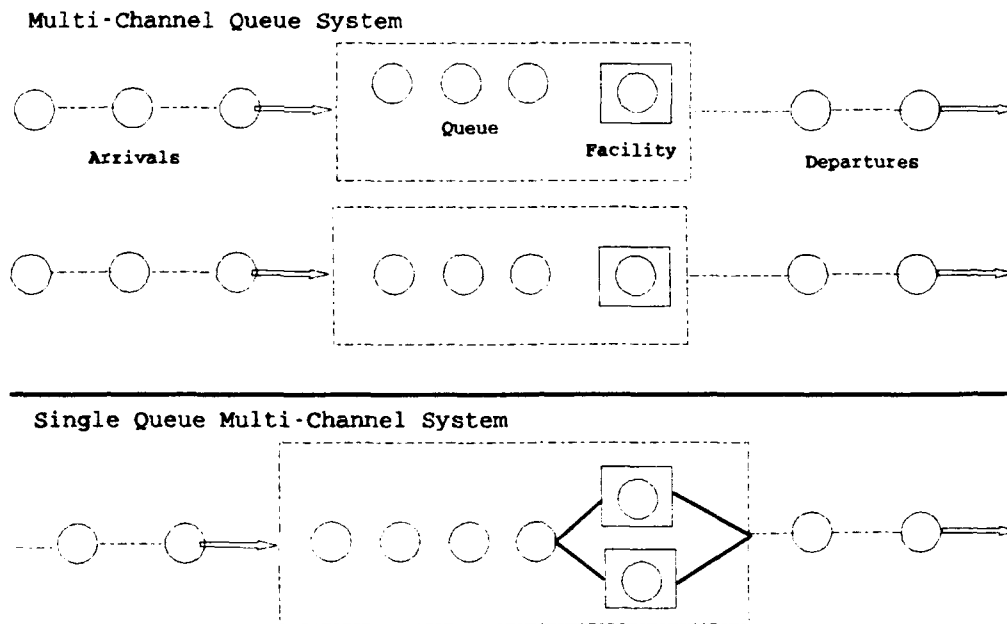 Multi-Channel Queue System
Queue
Arrivals
Facility
Departures
Single Queue Multi-Channel System